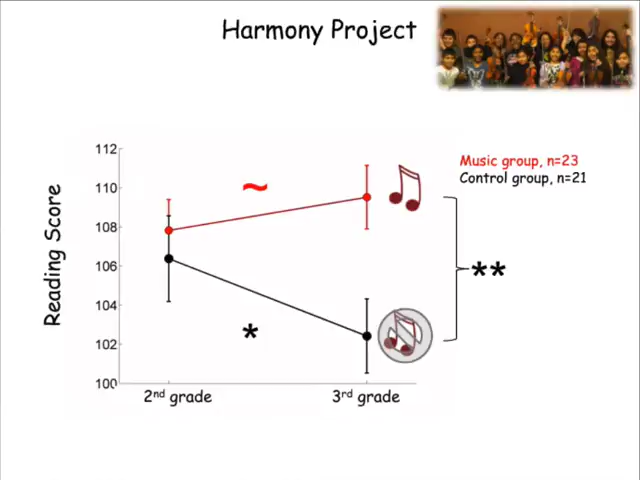 Harmony Project
Music group, n=23
Control group, n=21
Reading Score
112
110
108
106
104
102
100
~
*
**
2nd grade
3rd grade